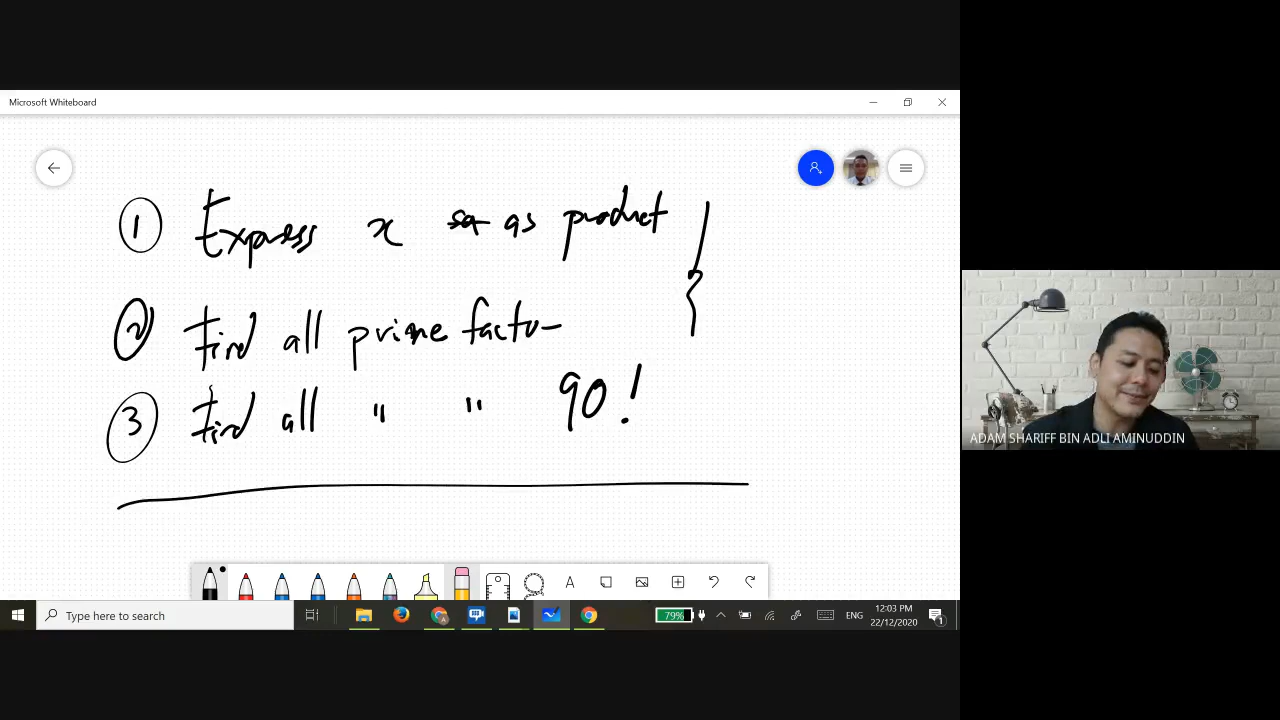 Microsoft Whiteboard
① Express x as product
② Find all prime facto
③ Find all " " 90!
A
ADAM SHARIFF BIN ADLI AMINUDDIN
Type here to search
79%
ENG
12:03 PM
22/12/2020
1